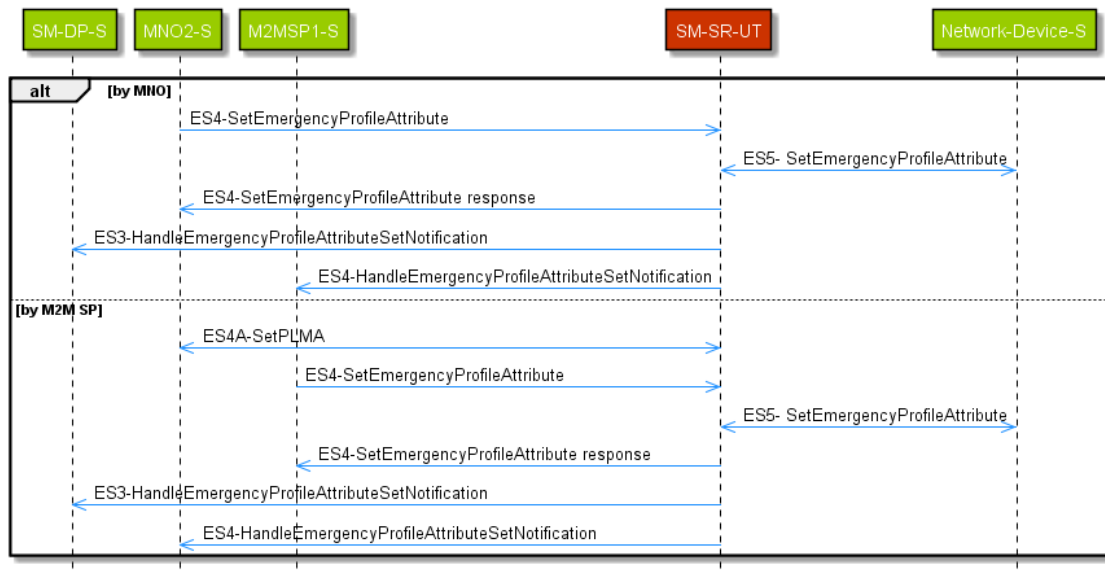 SM-DP-S
MNO2-S
M2MSP1-S
SM-SR-UT
Network-Device-S
alt
[by MNO]
ES4-SetEmergencyProfileAttribute
ES5- SetEmergencyProfileAttribute
ES4-SetEmergencyProfileAttribute response
ES3-HandleEmergencyProfileAttributeSetNotification
ES4-HandleEmergencyProfileAttributeSetNotification
[by M2M SP]
ES4A-SetPLMA
ES4-SetEmergencyProfileAttribute
ES5- SetEmergencyProfileAttribute
ES4-SetEmergencyProfileAttribute response
ES3-HandleEmergencyProfileAttributeSetNotification
ES4-HandleEmergencyProfileAttributeSetNotification